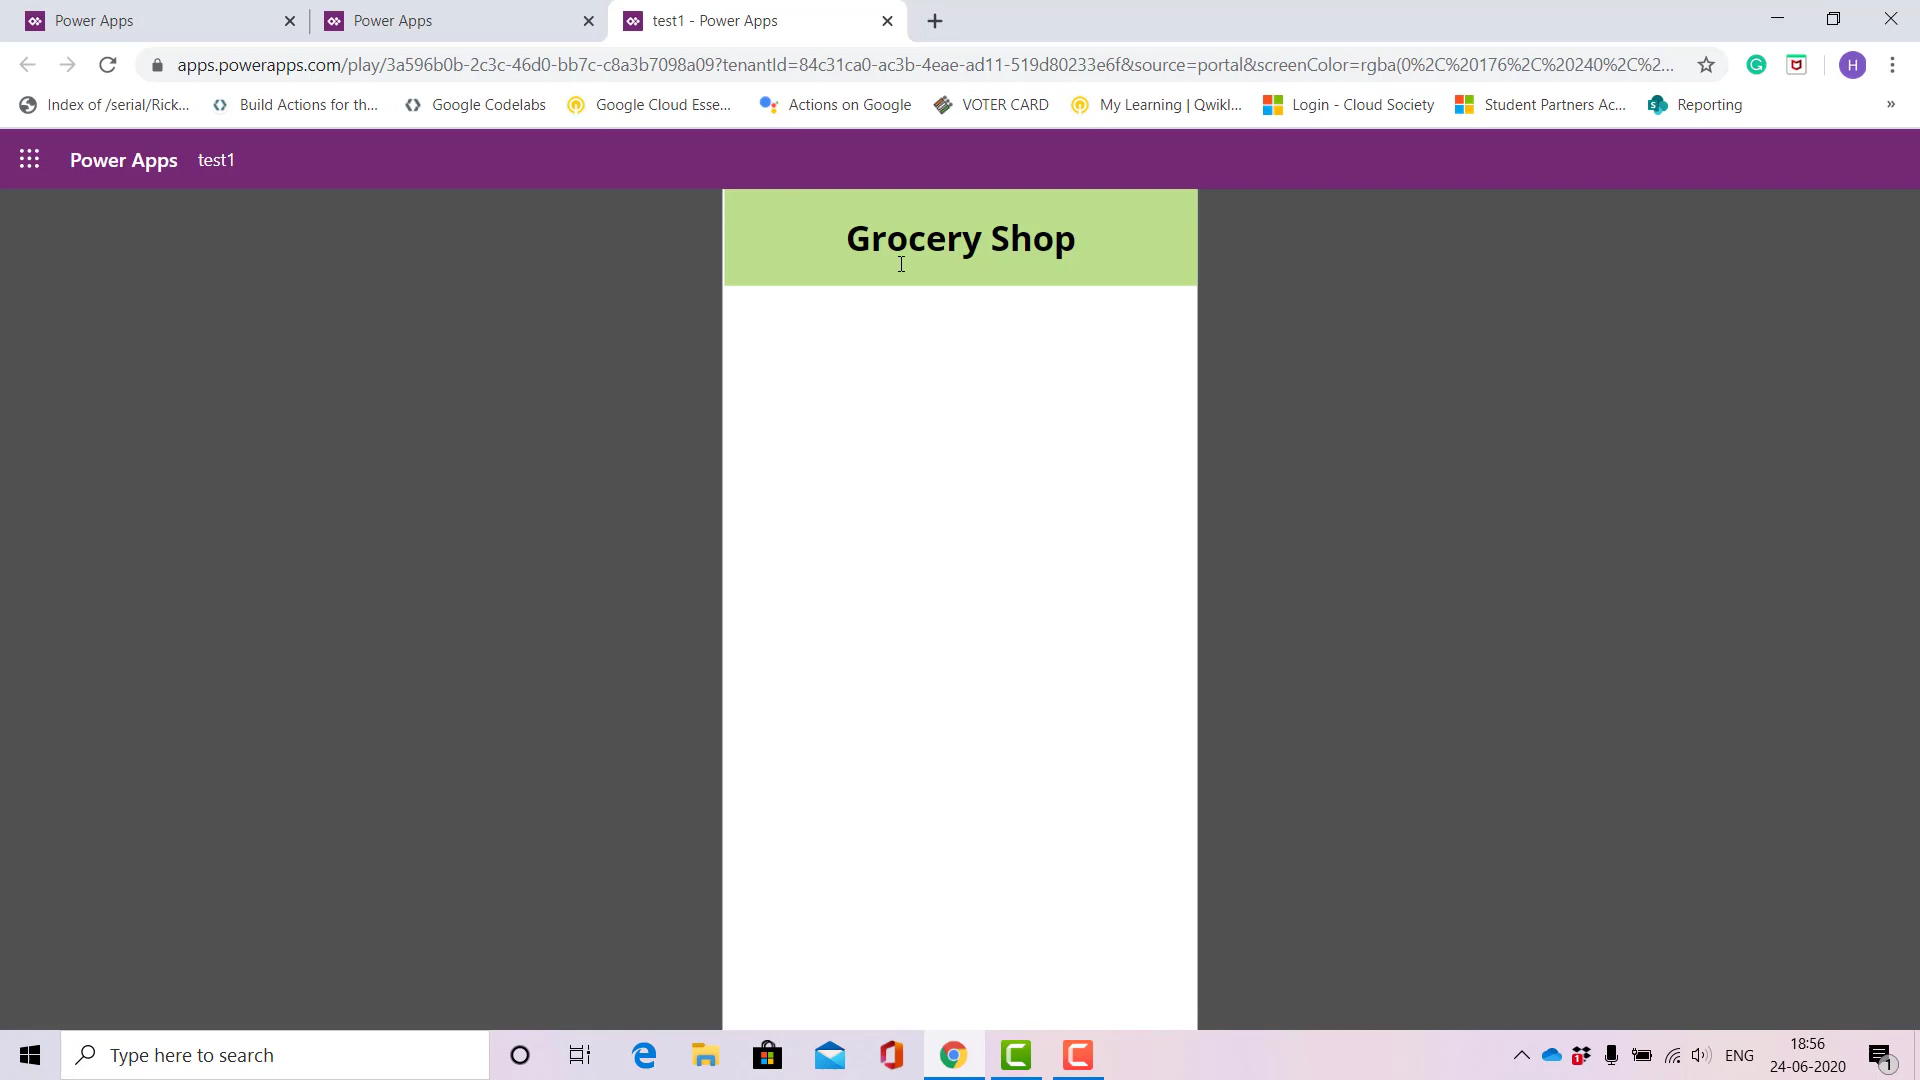 Power Apps
Power Apps
test1 - Power Apps
apps.powerapps.com/play/3a596b0b-2c3c-46d0-bb7c-c8a3b7098a09?tenantId=84c31ca0-ac3b-4eae-ad11-519d80233e6f&source=portal&screenColor=rgba(0%2C%20176%2C%20240%2C%2...
H
Index of /serial/Rick...
Build Actions for th...
Google Codelabs
Google Cloud Esse...
Actions on Google
VOTER CARD
My Learning | Qwikl...
Login - Cloud Society
Student Partners Ac...
Reporting
»
Power Apps test1
Grocery Shop
Type here to search
ENG
18:56
24-06-2020
1